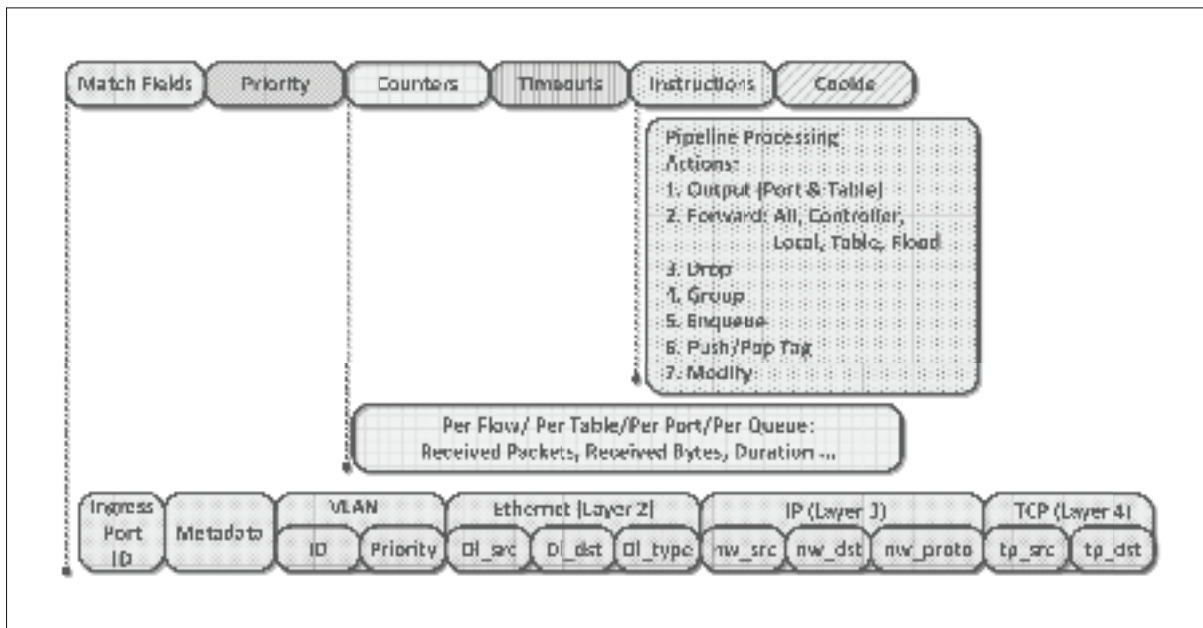 Match Fields Priority Counters Timeouts Instructions Cookie
Pipeline Processing
Actions:
1. Output (Port & Table)
2. Forward: All, Controller,
Local, Table, Flood
3. Drop
4. Group
5. Enqueue
6. Push/Pop Tag
7. Modify
Per Flow/ Per Table/Per Port/Per Queue:
Received Packets, Received Bytes, Duration ...
Ingress
Port
ID
Metadata
VLAN
ID Priority
Ethernet (Layer 2)
Dl_src Dl_dst Dl_type
IP (Layer 3)
nw_src nw_dst nw_proto
TCP (Layer 4)
tp_src tp_dst